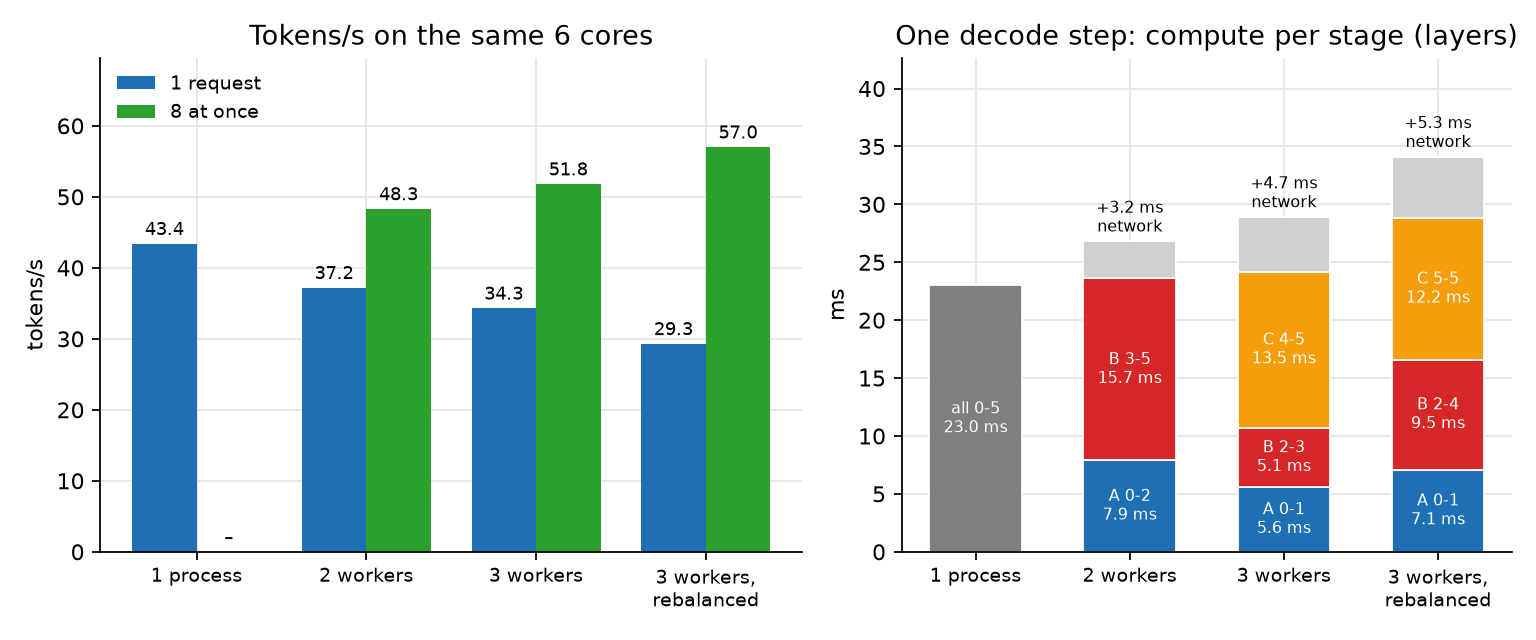 Tokens/s on the same 6 cores
1 request
8 at once
tokens/s
60
50
40
30
20
10
0
43.4
-
37.2
48.3
34.3
51.8
29.3
57.0
1 process
2 workers
3 workers
3 workers,
rebalanced
One decode step: compute per stage (layers)
ms
40
35
30
25
20
15
10
5
0
all 0-5
23.0 ms
+3.2 ms
network
B 3-5
15.7 ms
A 0-2
7.9 ms
+4.7 ms
network
C 4-5
13.5 ms
B 2-3
5.1 ms
A 0-1
5.6 ms
+5.3 ms
network
C 5-5
12.2 ms
B 2-4
9.5 ms
A 0-1
7.1 ms
1 process
2 workers
3 workers
3 workers,
rebalanced